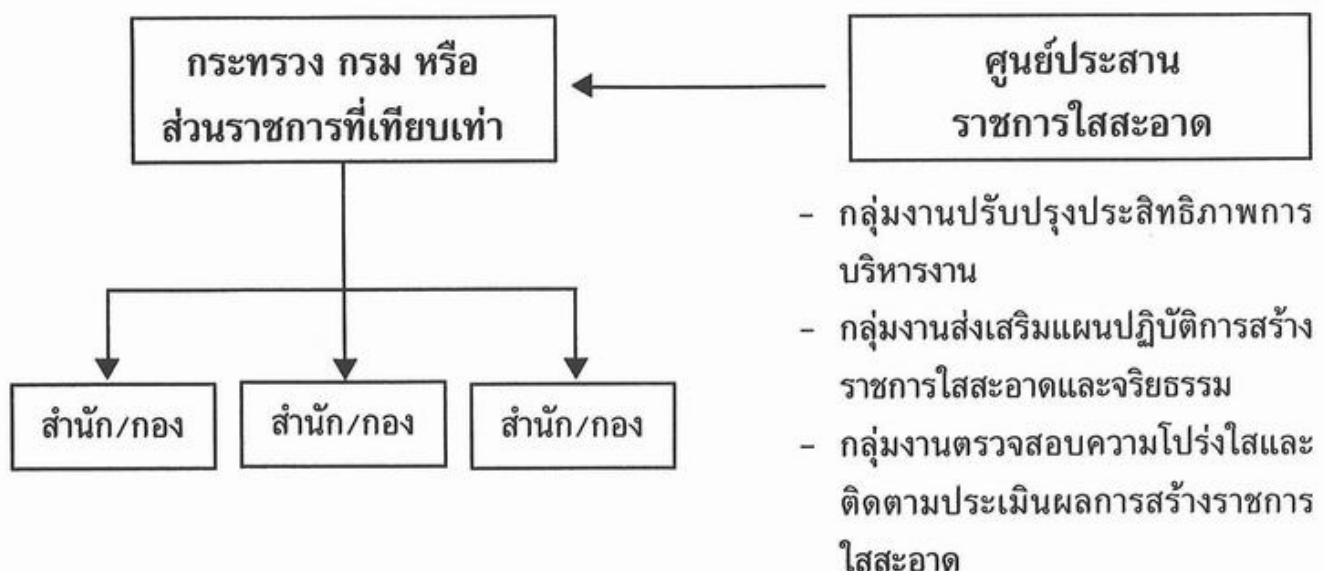 กระทรวง กรม หรือ
ส่วนราชการที่เทียบเท่า
ศูนย์ประสาน
ราชการใสสะอาด
สำนัก/กอง
สำนัก/กอง
สำนัก/กอง
- กลุ่มงานปรับปรุงประสิทธิภาพการ
บริหารงาน
- กลุ่มงานส่งเสริมแผนปฏิบัติการสร้าง
ราชการใสสะอาดและจริยธรรม
- กลุ่มงานตรวจสอบความโปร่งใสและ
ติดตามประเมินผลการสร้างราชการ
ใสสะอาด